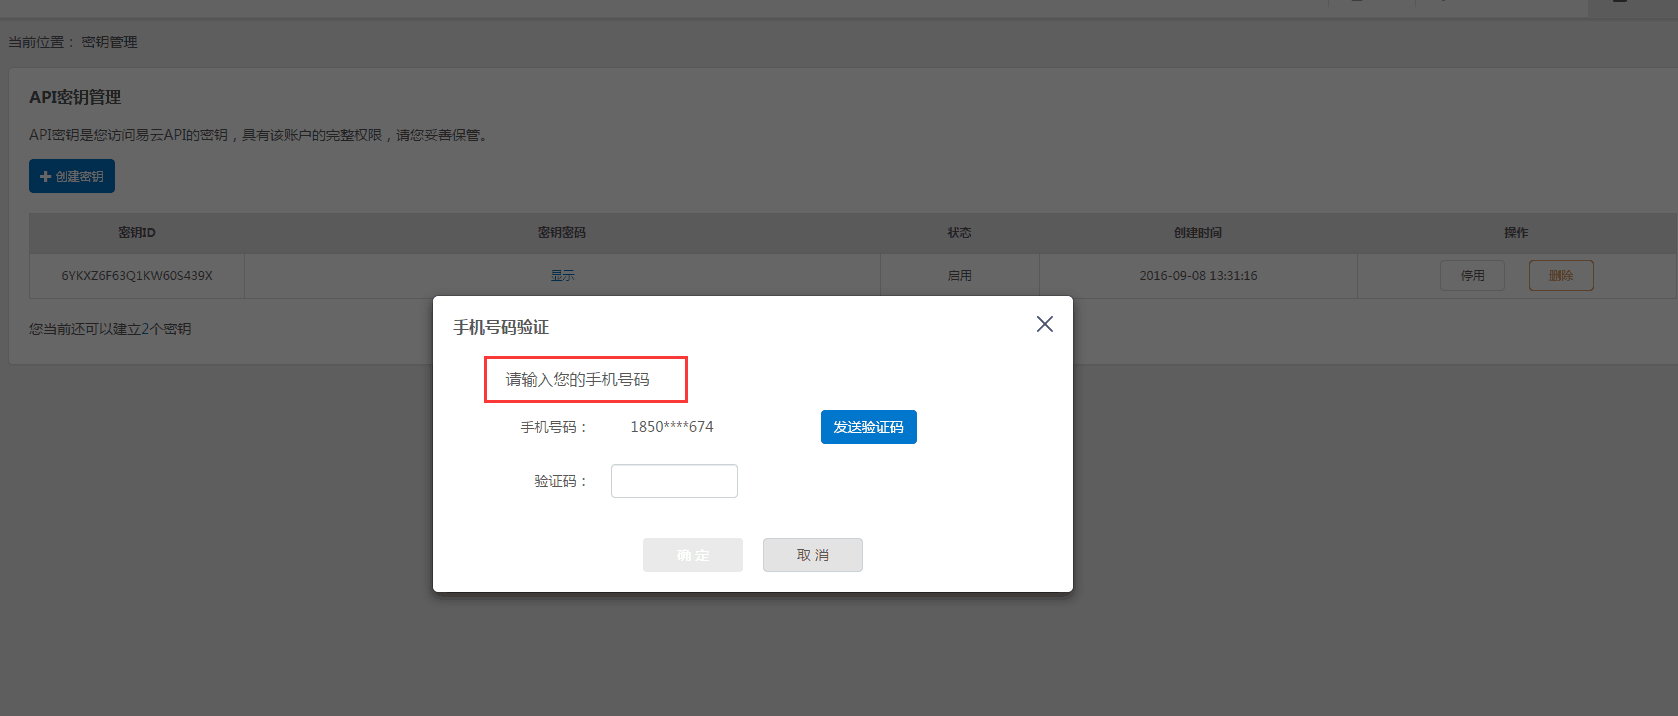 当前位置： 密钥管理
API密钥管理
API密钥是您访问易云API的密钥，具有该账户的完整权限，请您妥善保管。
创建密钥
密钥ID 密钥密码 状态 创建时间 操作
6YKXZ6F63Q1KW60S439X 显示 启用 2016-09-08 13:31:16 停用 删除
您当前还可以建立2个密钥
手机号码验证
请输入您的手机号码
手机号码： 1850****674 发送验证码
验证码：
确 定 取 消